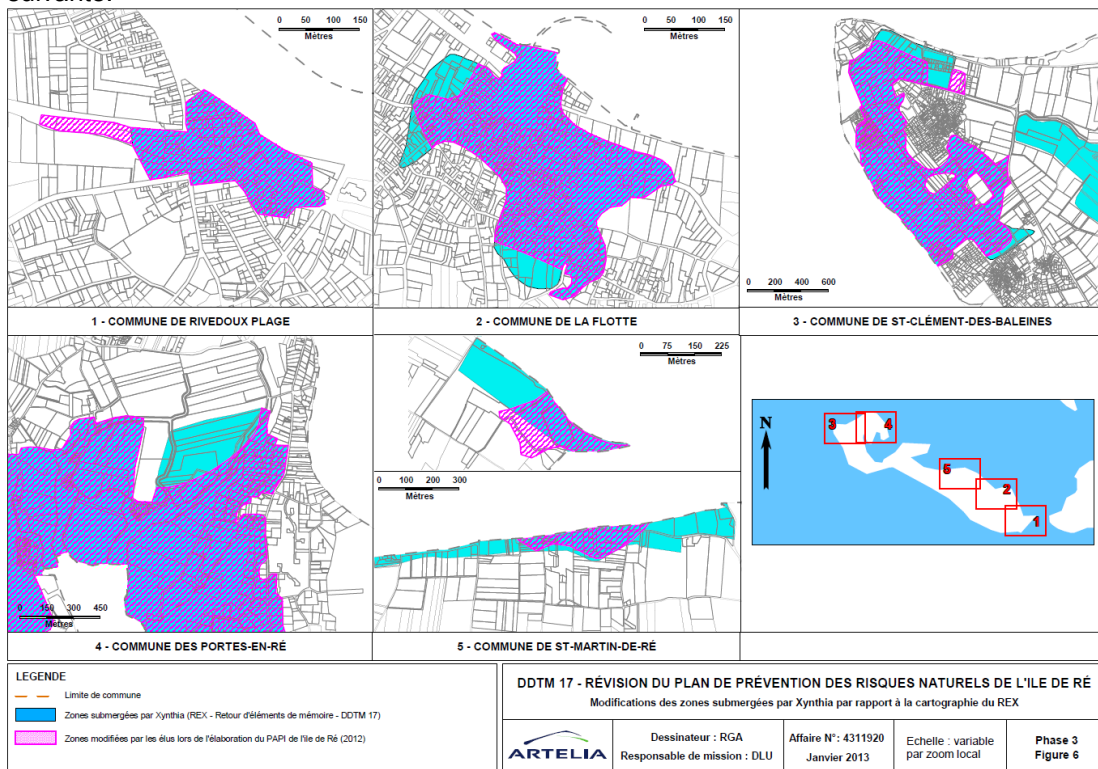 suivante.
0 50 100 150
Mètres
0 50 100 150
Mètres
0 200 400 600
Mètres
1 - COMMUNE DE RIVEDOUX PLAGE
2 - COMMUNE DE LA FLOTTE
3 - COMMUNE DE ST-CLÉMENT-DES-BALEINES
0 75 150 225
Mètres
0 100 200 300
Mètres
0 150 300 450
Mètres
N
3
4
5
2
1
4 - COMMUNE DES PORTES-EN-RÉ
5 - COMMUNE DE ST-MARTIN-DE-RÉ
LEGENDE
Limite de commune
Zones submergées par Xynthia (REX - Retour d'éléments de mémoire - DDTM 17)
Zones modifiées par les élus lors de l'élaboration du PAPI de l'ile de Ré (2012)
DDTM 17 - RÉVISION DU PLAN DE PRÉVENTION DES RISQUES NATURELS DE L'ILE DE RÉ
Modifications des zones submergées par Xynthia par rapport à la cartographie du REX
ARTELIA
Dessinateur : RGA
Responsable de mission : DLU
Affaire N°: 4311920
Janvier 2013
Echelle : variable
par zoom local
Phase 3
Figure 6